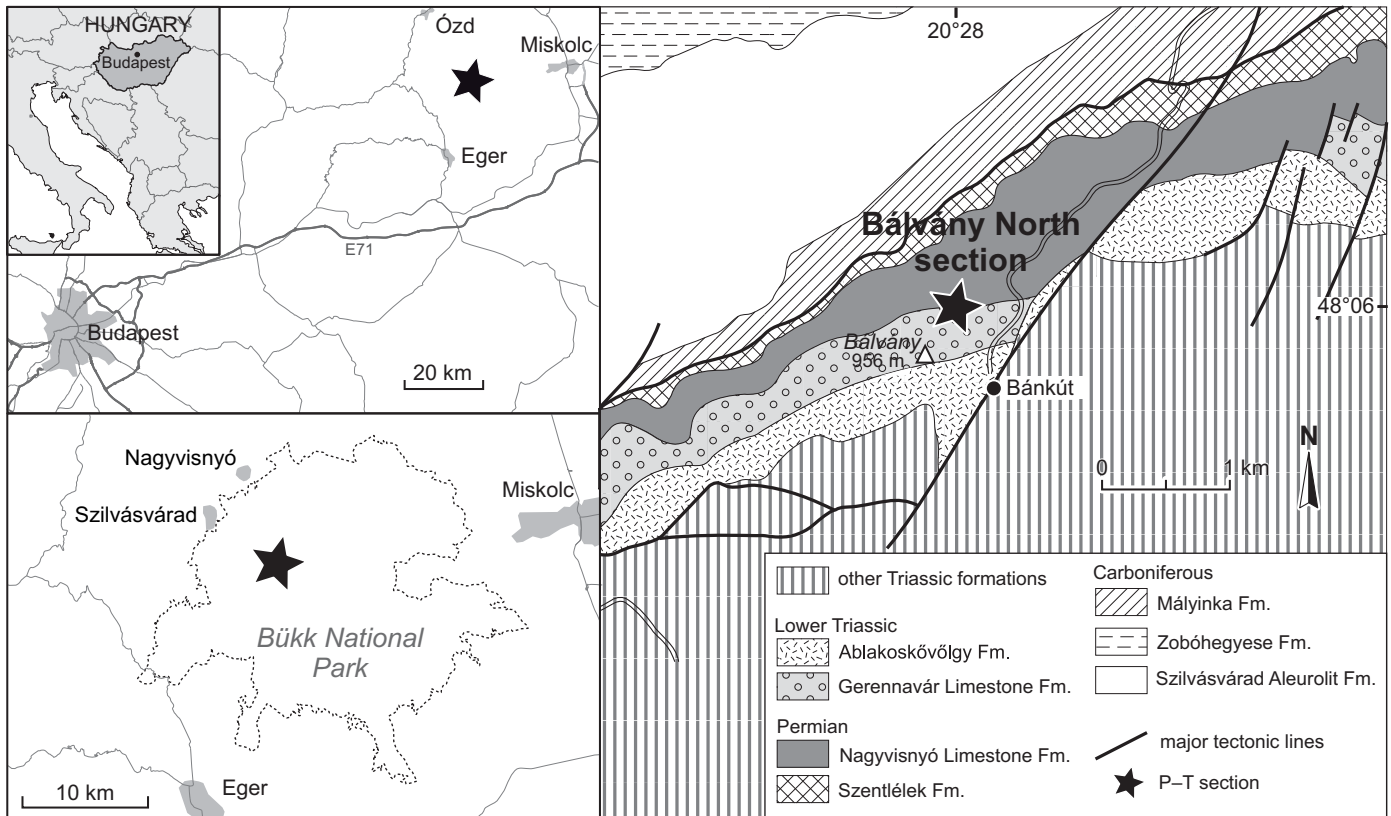 HUNGARY
Budapest
Ózd
Miskolc
Eger
E71
Budapest
20 km
Nagyvisnyó
Szilvásvárad
Miskolc
Bükk National
Park
Eger
10 km
20°28
Bálvány North
section
48°06
Bálvány
956 m
Bánkút
N
0 1 km
other Triassic formations
Lower Triassic
Ablakoskővőlgy Fm.
Gerennavár Limestone Fm.
Permian
Nagyvisnyó Limestone Fm.
Szentlélek Fm.
Carboniferous
Mályinka Fm.
Zobóhegyese Fm.
Szilvásvárad Aleurolit Fm.
major tectonic lines
P–T section